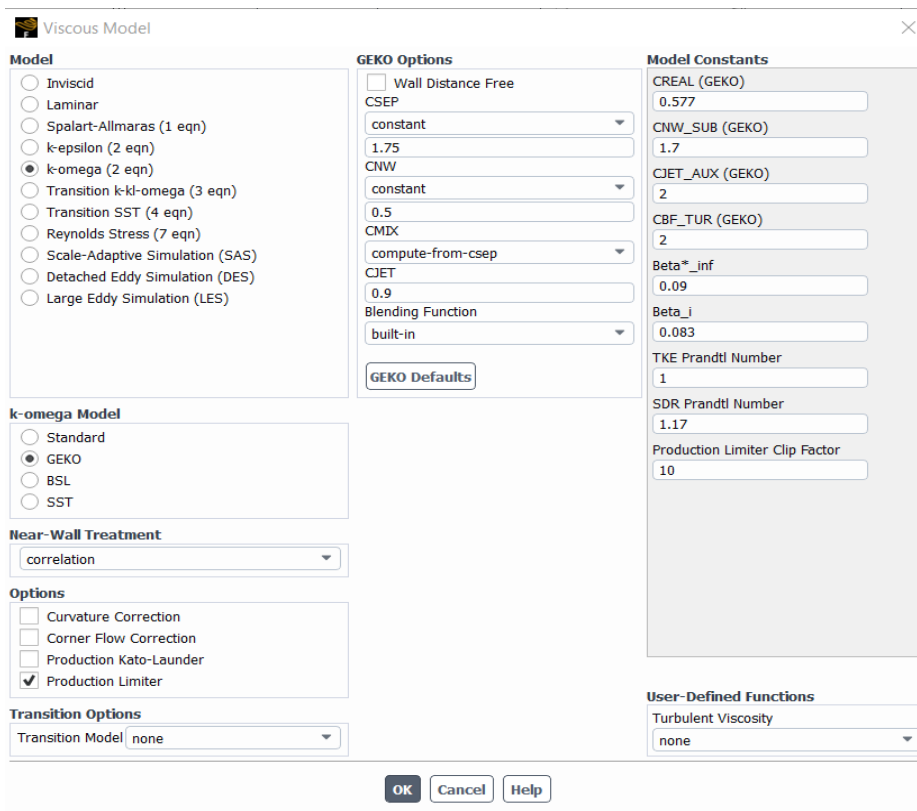 Viscous Model
Model
Inviscid
Laminar
Spalart-Allmaras (1 eqn)
k-epsilon (2 eqn)
k-omega (2 eqn)
Transition k-kl-omega (3 eqn)
Transition SST (4 eqn)
Reynolds Stress (7 eqn)
Scale-Adaptive Simulation (SAS)
Detached Eddy Simulation (DES)
Large Eddy Simulation (LES)
k-omega Model
Standard
GEKO
BSL
SST
Near-Wall Treatment
correlation
Options
Curvature Correction
Corner Flow Correction
Production Kato-Launder
Production Limiter
Transition Options
Transition Model none
GEKO Options
Wall Distance Free
CSEP
constant
1.75
CNW
constant
0.5
CMIX
compute-from-csep
CJET
0.9
Blending Function
built-in
GEKO Defaults
Model Constants
CREAL (GEKO)
0.577
CNW_SUB (GEKO)
1.7
CJET_AUX (GEKO)
2
CBF_TUR (GEKO)
2
Beta*_inf
0.09
Beta_i
0.083
TKE Prandtl Number
1
SDR Prandtl Number
1.17
Production Limiter Clip Factor
10
User-Defined Functions
Turbulent Viscosity
none
OK Cancel Help